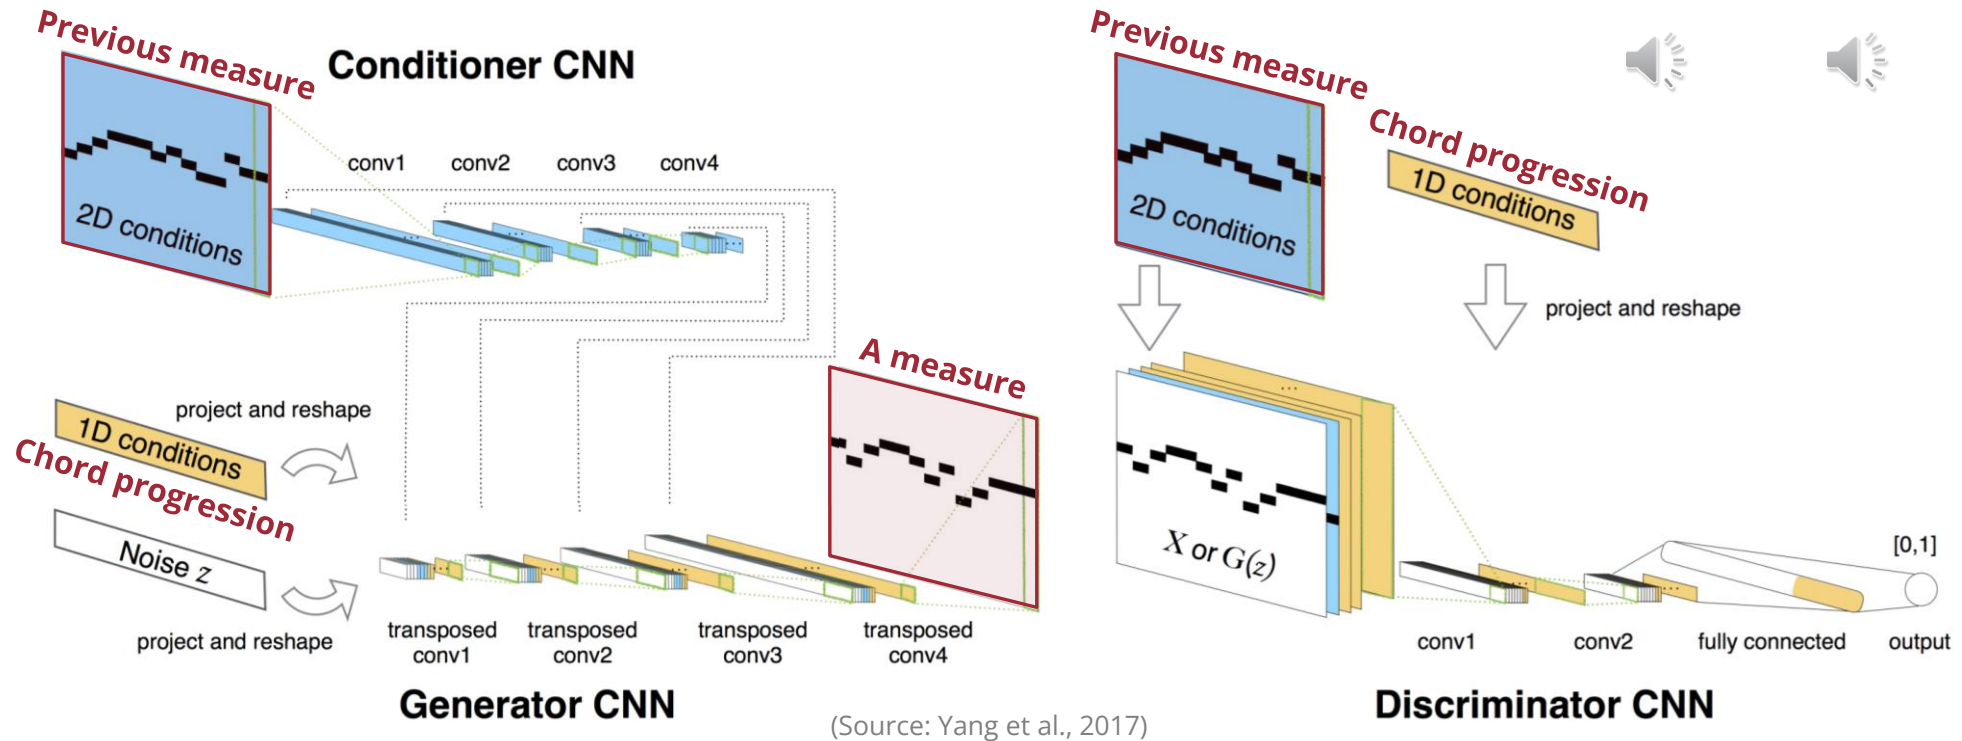 Previous measure
Conditioner CNN
2D conditions
conv1
conv2
conv3
conv4
A measure
project and reshape
1D conditions
Chord progression
Noise z
project and reshape
transposed
conv1
transposed
conv2
transposed
conv3
transposed
conv4
Generator CNN
Previous measure
2D conditions
Chord progression
1D conditions
project and reshape
X or G(z)
[0,1]
conv1
conv2
fully connected
output
Discriminator CNN
(Source: Yang et al., 2017)